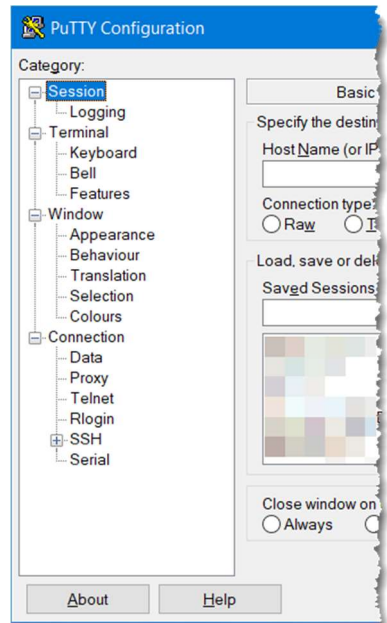 PuTTY Configuration
Category:
Session
Logging
Terminal
Keyboard
Bell
Features
Window
Appearance
Behaviour
Translation
Selection
Colours
Connection
Data
Proxy
Telnet
Rlogin
SSH
Serial
Basic
Specify the destin
Host Name (or IP
Connection type
Raw T
Load, save or del
Saved Sessions
Close window on
Always
About Help